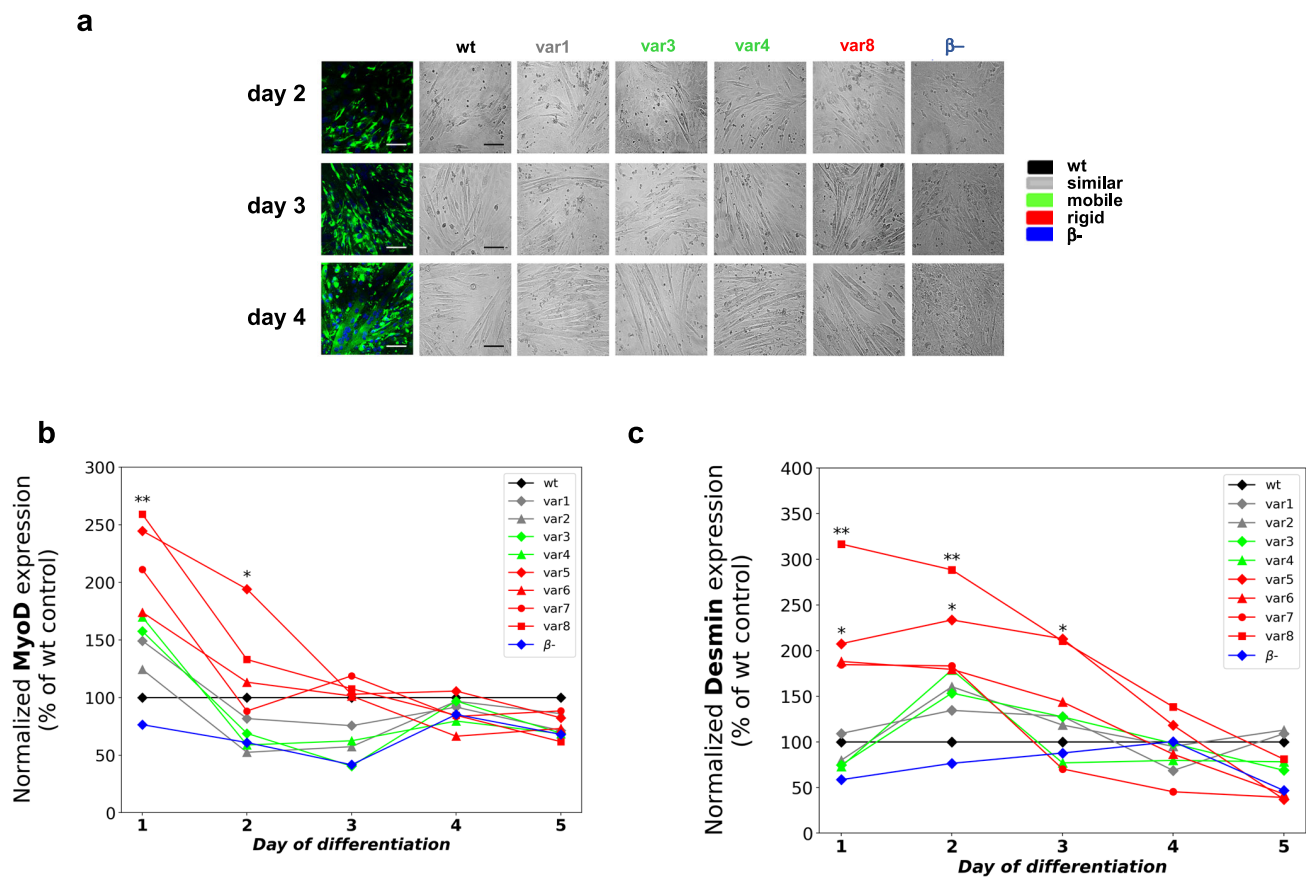 a
wt var1 var3 var4 var8 β–
day 2
day 3
day 4
wt
similar
mobile
rigid
β-
b
Normalized MyoD expression
(% of wt control)
300
250
200
150
100
50
0
1 2 3 4 5
Day of differentiation
**
*
wt
var1
var2
var3
var4
var5
var6
var7
var8
β-
c
Normalized Desmin expression
(% of wt control)
400
350
300
250
200
150
100
50
0
1 2 3 4 5
Day of differentiation
**
**
*
*
*
wt
var1
var2
var3
var4
var5
var6
var7
var8
β-